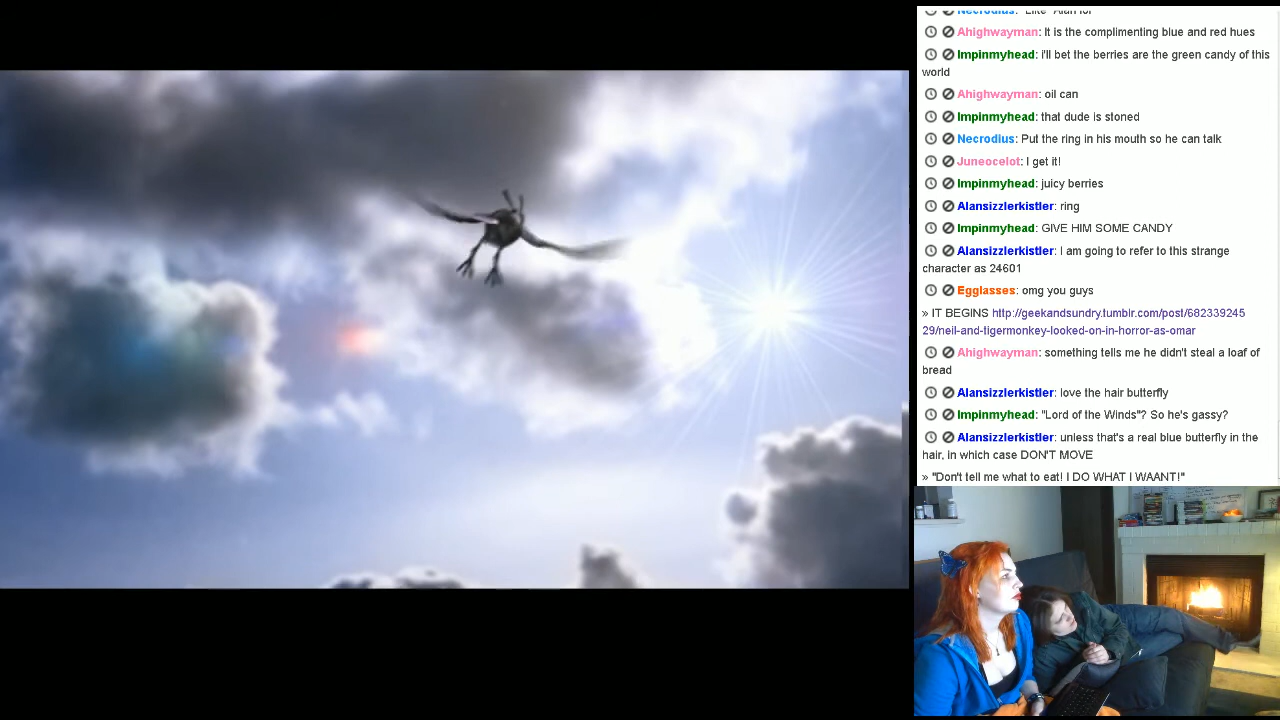 Necrodius: "Like "Alan lol"
Ahighwayman: It is the complimenting blue and red hues
Impinmyhead: i'll bet the berries are the green candy of this
world
Ahighwayman: oil can
Impinmyhead: that dude is stoned
Necrodius: Put the ring in his mouth so he can talk
Juneocelot: I get it!
Impinmyhead: juicy berries
Alansizzlerkistler: ring
Impinmyhead: GIVE HIM SOME CANDY
Alansizzlerkistler: I am going to refer to this strange
character as 24601
Egglasses: omg you guys
» IT BEGINS http://geekandsundry.tumblr.com/post/682339245
29/neil-and-tigermonkey-looked-on-in-horror-as-omar
Ahighwayman: something tells me he didn't steal a loaf of
bread
Alansizzlerkistler: love the hair butterfly
Impinmyhead: "Lord of the Winds"? So he's gassy?
Alansizzlerkistler: unless that's a real blue butterfly in the
hair, in which case DON'T MOVE
» "Don't tell me what to eat! I DO WHAT I WAANT!"